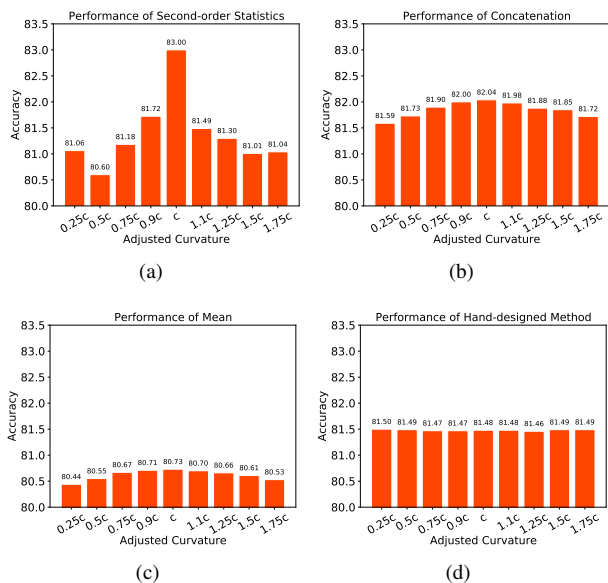 Performance of Second-order Statistics
83.5
83.0
82.5
82.0
81.5
81.0
80.5
80.0
Accuracy
81.06
80.60
81.18
81.72
83.00
81.49
81.30
81.01
81.04
0.25c
0.5c
0.75c
0.9c
c
1.1c
1.25c
1.5c
1.75c
Adjusted Curvature
(a)
Performance of Concatenation
83.5
83.0
82.5
82.0
81.5
81.0
80.5
80.0
Accuracy
81.59
81.73
81.90
82.00
82.04
81.98
81.88
81.85
81.72
0.25c
0.5c
0.75c
0.9c
c
1.1c
1.25c
1.5c
1.75c
Adjusted Curvature
(b)
Performance of Mean
83.5
83.0
82.5
82.0
81.5
81.0
80.5
80.0
Accuracy
80.44
80.55
80.67
80.71
80.73
80.70
80.66
80.61
80.53
0.25c
0.5c
0.75c
0.9c
c
1.1c
1.25c
1.5c
1.75c
Adjusted Curvature
(c)
Performance of Hand-designed Method
83.5
83.0
82.5
82.0
81.5
81.0
80.5
80.0
Accuracy
81.50
81.49
81.47
81.47
81.48
81.48
81.46
81.49
81.49
0.25c
0.5c
0.75c
0.9c
c
1.1c
1.25c
1.5c
1.75c
Adjusted Curvature
(d)